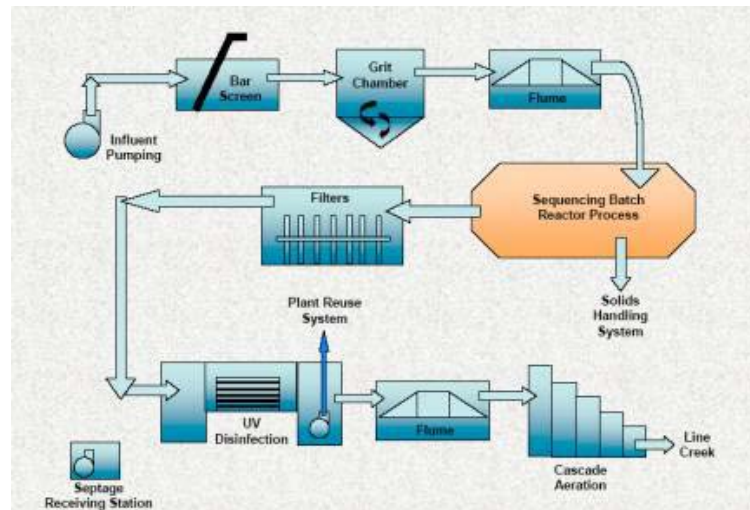 Bar
Screen
Grit
Chamber
Flume
Influent
Pumping
Filters
Sequencing Batch
Reactor Process
Solids
Handling
System
Plant Reuse
System
UV
Disinfection
Flume
Line
Creek
Cascade
Aeration
Septage
Receiving Station